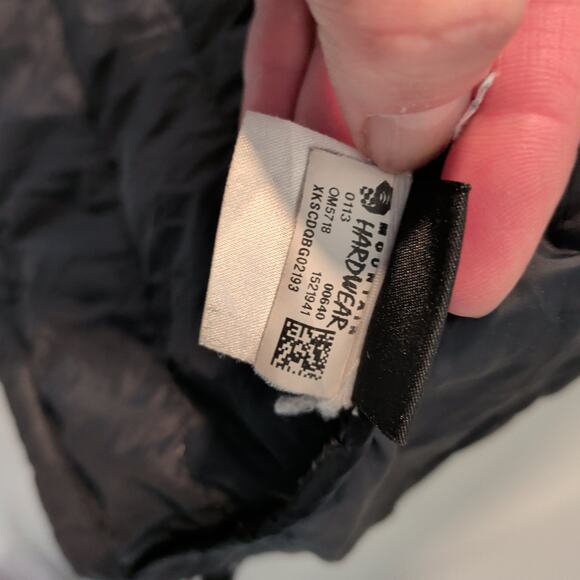 MOUNTAIN
HARDWEAR
0113
OM5718 00640
XKSCDQBG02193 1521941